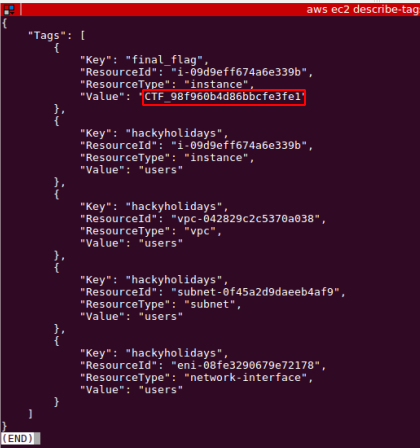 aws ec2 describe-tag
{
    "Tags": [
        {
            "Key": "final_flag",
            "ResourceId": "i-09d9eff674a6e339b",
            "ResourceType": "instance",
            "Value": "CTF_98f960b4d86bbcfe3fe1"
        },
        {
            "Key": "hackyholidays",
            "ResourceId": "i-09d9eff674a6e339b",
            "ResourceType": "instance",
            "Value": "users"
        },
        {
            "Key": "hackyholidays",
            "ResourceId": "vpc-042829c2c5370a038",
            "ResourceType": "vpc",
            "Value": "users"
        },
        {
            "Key": "hackyholidays",
            "ResourceId": "subnet-0f45a2d9daeeb4af9",
            "ResourceType": "subnet",
            "Value": "users"
        },
        {
            "Key": "hackyholidays",
            "ResourceId": "eni-08fe3290679e72178",
            "ResourceType": "network-interface",
            "Value": "users"
        }
    ]
}
(END)